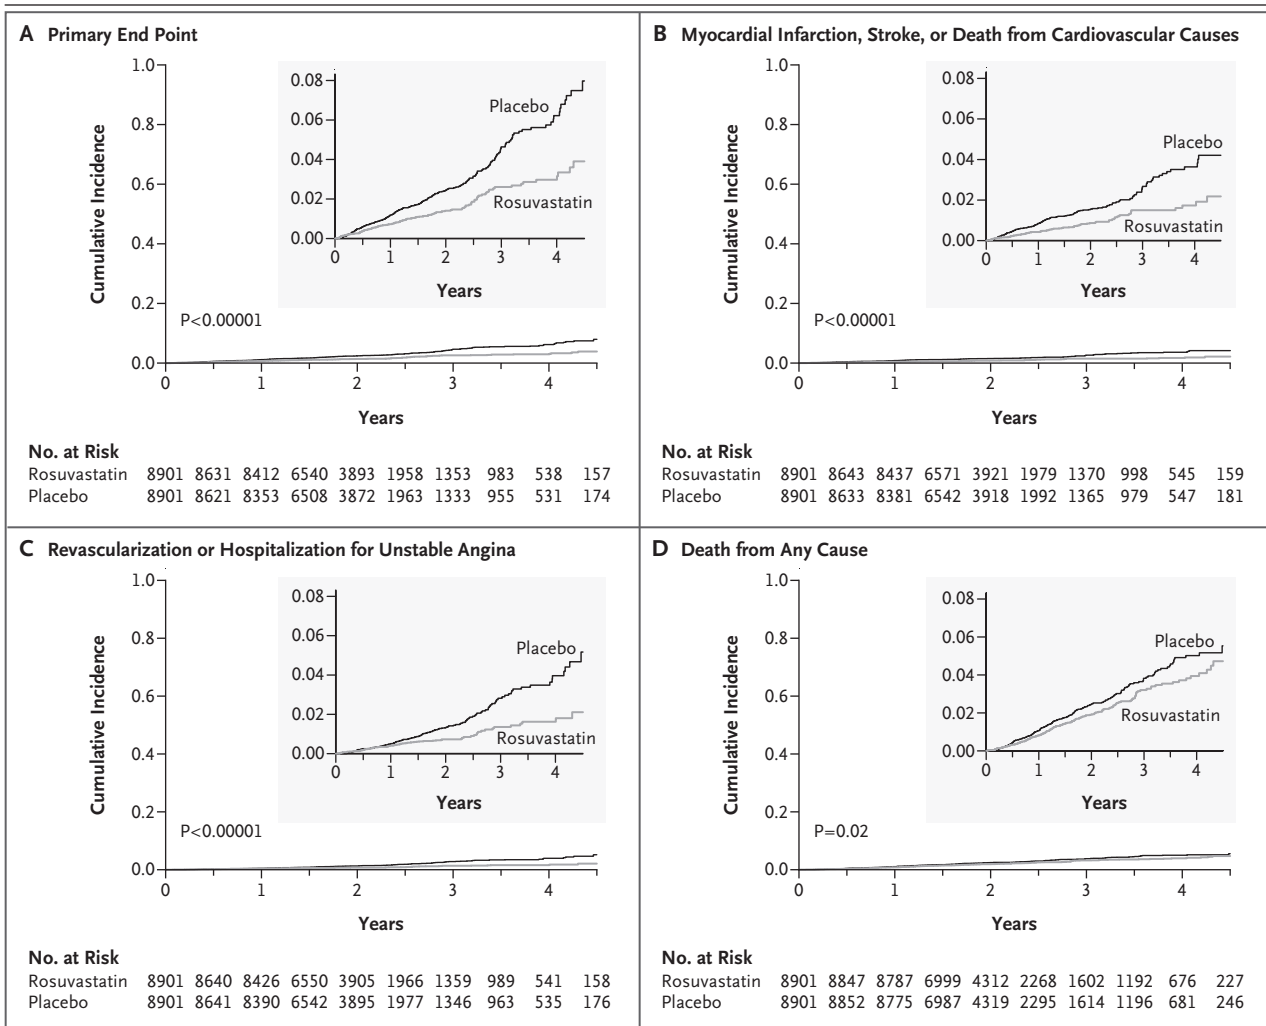 A Primary End Point
1.0
0.8
0.6
0.4
0.2
0.0
Cumulative Incidence
0.08
0.06
0.04
0.02
0.00
Placebo
Rosuvastatin
0 1 2 3 4
Years
P<0.00001
0 1 2 3 4
Years
No. at Risk
Rosuvastatin 8901 8631 8412 6540 3893 1958 1353 983 538 157
Placebo 8901 8621 8353 6508 3872 1963 1333 955 531 174
B Myocardial Infarction, Stroke, or Death from Cardiovascular Causes
1.0
0.8
0.6
0.4
0.2
0.0
Cumulative Incidence
0.08
0.06
0.04
0.02
0.00
Placebo
Rosuvastatin
0 1 2 3 4
Years
P<0.00001
0 1 2 3 4
Years
No. at Risk
Rosuvastatin 8901 8643 8437 6571 3921 1979 1370 998 545 159
Placebo 8901 8633 8381 6542 3918 1992 1365 979 547 181
C Revascularization or Hospitalization for Unstable Angina
1.0
0.8
0.6
0.4
0.2
0.0
Cumulative Incidence
0.08
0.06
0.04
0.02
0.00
Placebo
Rosuvastatin
0 1 2 3 4
Years
P<0.00001
0 1 2 3 4
Years
No. at Risk
Rosuvastatin 8901 8640 8426 6550 3905 1966 1359 989 541 158
Placebo 8901 8641 8390 6542 3895 1977 1346 963 535 176
D Death from Any Cause
1.0
0.8
0.6
0.4
0.2
0.0
Cumulative Incidence
0.08
0.06
0.04
0.02
0.00
Placebo
Rosuvastatin
0 1 2 3 4
Years
P=0.02
0 1 2 3 4
Years
No. at Risk
Rosuvastatin 8901 8847 8787 6999 4312 2268 1602 1192 676 227
Placebo 8901 8852 8775 6987 4319 2295 1614 1196 681 246